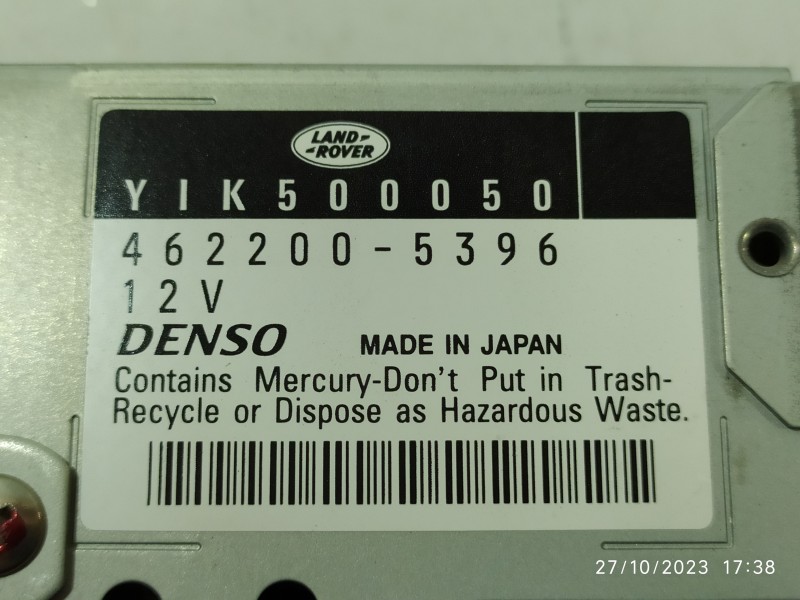 LAND-
-ROVER
YIK500050
462200-5396
12V
DENSO MADE IN JAPAN
Contains Mercury-Don't Put in Trash-
Recycle or Dispose as Hazardous Waste.
27/10/2023 17:38